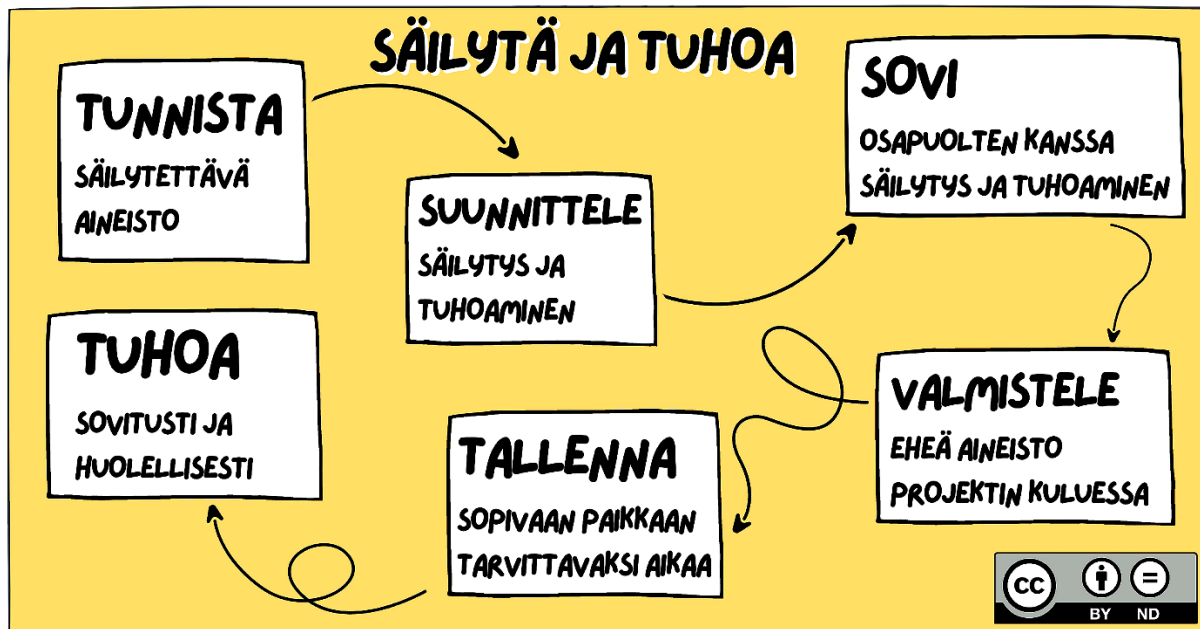 SÄILYTÄ JA TUHOA
TUNNISTA
SÄILYTETTÄVÄ
AINEISTO
SUUNNITTELE
SÄILYTYS JA
TUHOAMINEN
SOVI
OSAPUOLTEN KANSSA
SÄILYTYS JA TUHOAMINEN
VALMISTELE
EHEÄ AINEISTO
PROJEKTIN KULUESSA
TALLENNA
SOPIVAAN PAIKKAAN
TARVITTAVAKSI AIKAA
TUHOA
SOVITUSTI JA
HUOLELLISESTI
CC
BY ND